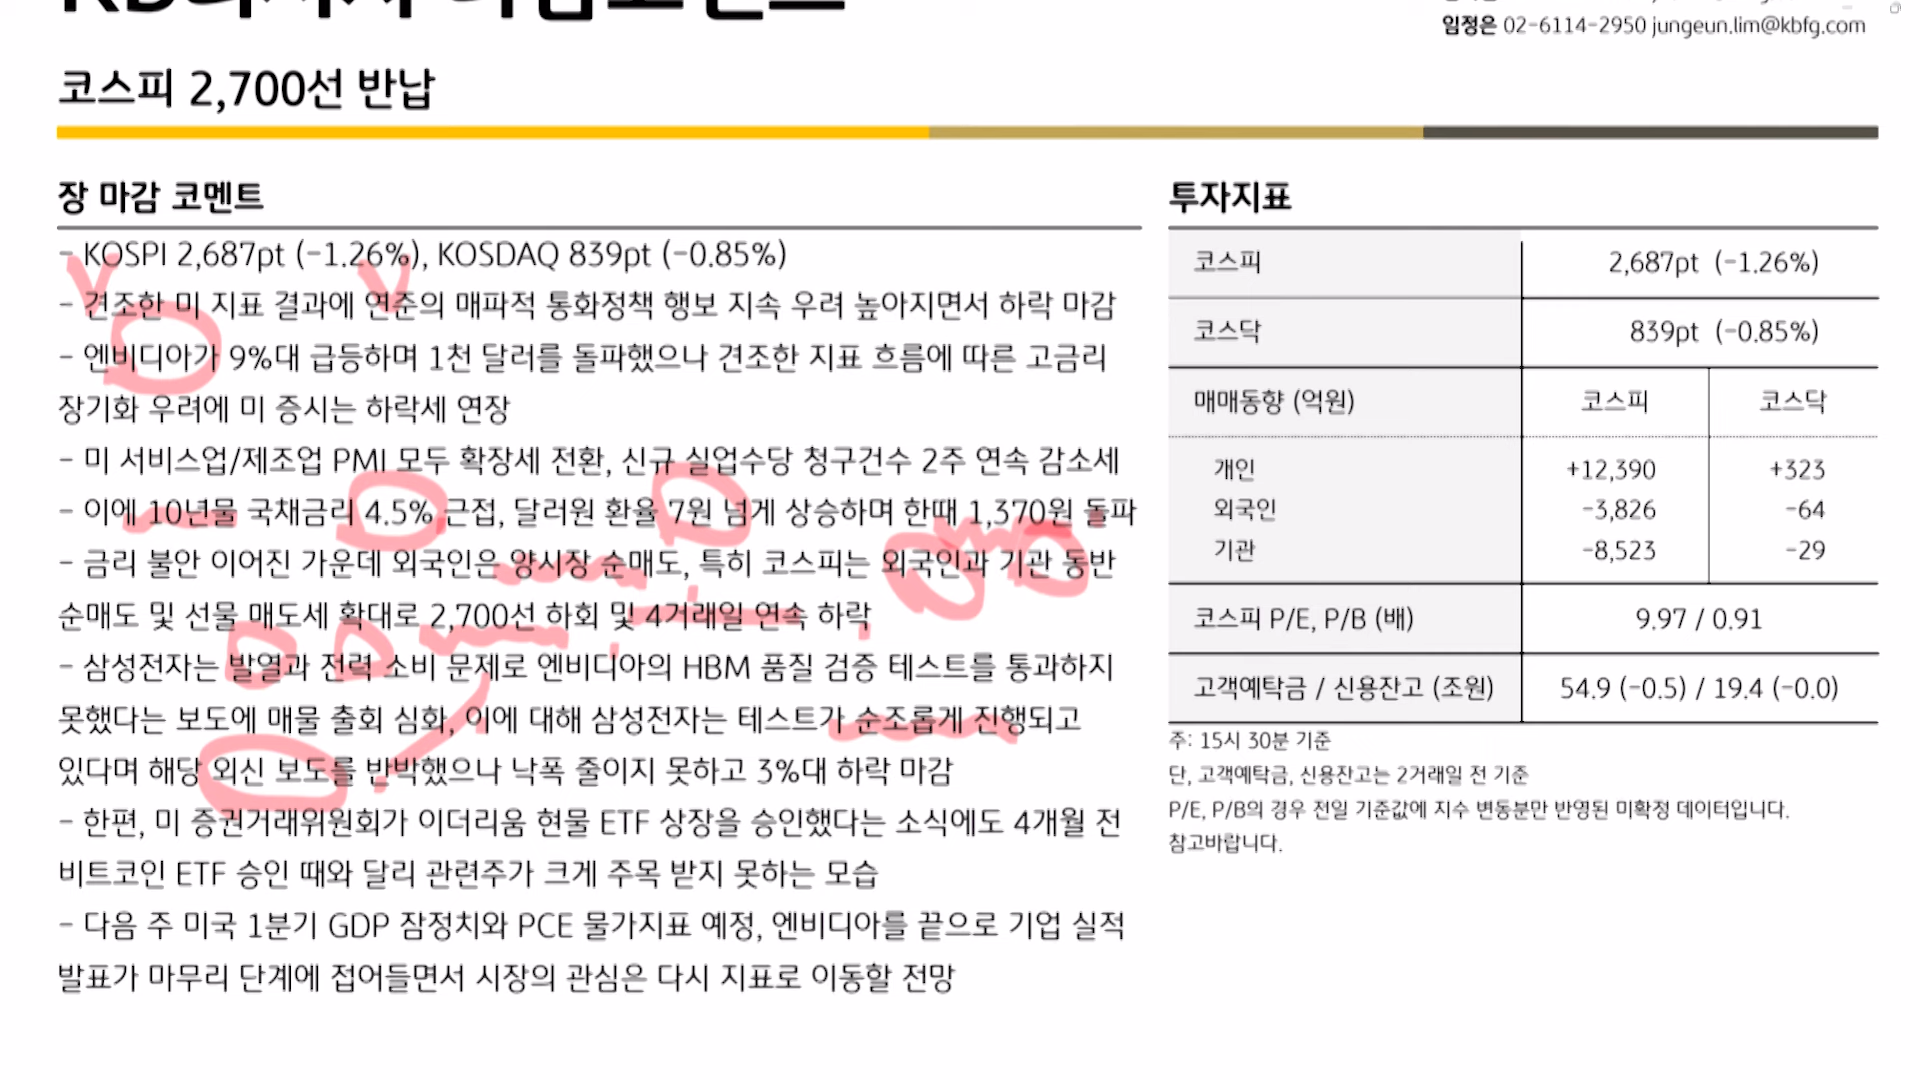 임정은 02-6114-2950 jungeun.lim@kbfg.com
코스피 2,700선 반납
장 마감 코멘트
- KOSPI 2,687pt (-1.26%), KOSDAQ 839pt (-0.85%)
- 견조한 미 지표 결과에 연준의 매파적 통화정책 행보 지속 우려 높아지면서 하락 마감
- 엔비디아가 9%대 급등하며 1천 달러를 돌파했으나 견조한 지표 흐름에 따른 고금리
장기화 우려에 미 증시는 하락세 연장
- 미 서비스업/제조업 PMI 모두 확장세 전환, 신규 실업수당 청구건수 2주 연속 감소세
- 이에 10년물 국채금리 4.5% 근접, 달러원 환율 7원 넘게 상승하며 한때 1,370원 돌파
- 금리 불안 이어진 가운데 외국인은 양시장 순매도, 특히 코스피는 외국인과 기관 동반
순매도 및 선물 매도세 확대로 2,700선 하회 및 4거래일 연속 하락
- 삼성전자는 발열과 전력 소비 문제로 엔비디아의 HBM 품질 검증 테스트를 통과하지
못했다는 보도에 매물 출회 심화, 이에 대해 삼성전자는 테스트가 순조롭게 진행되고
있다며 해당 외신 보도를 반박했으나 낙폭 줄이지 못하고 3%대 하락 마감
- 한편, 미 증권거래위원회가 이더리움 현물 ETF 상장을 승인했다는 소식에도 4개월 전
비트코인 ETF 승인 때와 달리 관련주가 크게 주목 받지 못하는 모습
- 다음 주 미국 1분기 GDP 잠정치와 PCE 물가지표 예정, 엔비디아를 끝으로 기업 실적
발표가 마무리 단계에 접어들면서 시장의 관심은 다시 지표로 이동할 전망
투자지표
코스피 2,687pt (-1.26%)
코스닥 839pt (-0.85%)
매매동향 (억원) 코스피 코스닥
개인 +12,390 +323
외국인 -3,826 -64
기관 -8,523 -29
코스피 P/E, P/B (배) 9.97 / 0.91
고객예탁금 / 신용잔고 (조원) 54.9 (-0.5) / 19.4 (-0.0)
주: 15시 30분 기준
단, 고객예탁금, 신용잔고는 2거래일 전 기준
P/E, P/B의 경우 전일 기준값에 지수 변동분만 반영된 미확정 데이터입니다.
참고바랍니다.